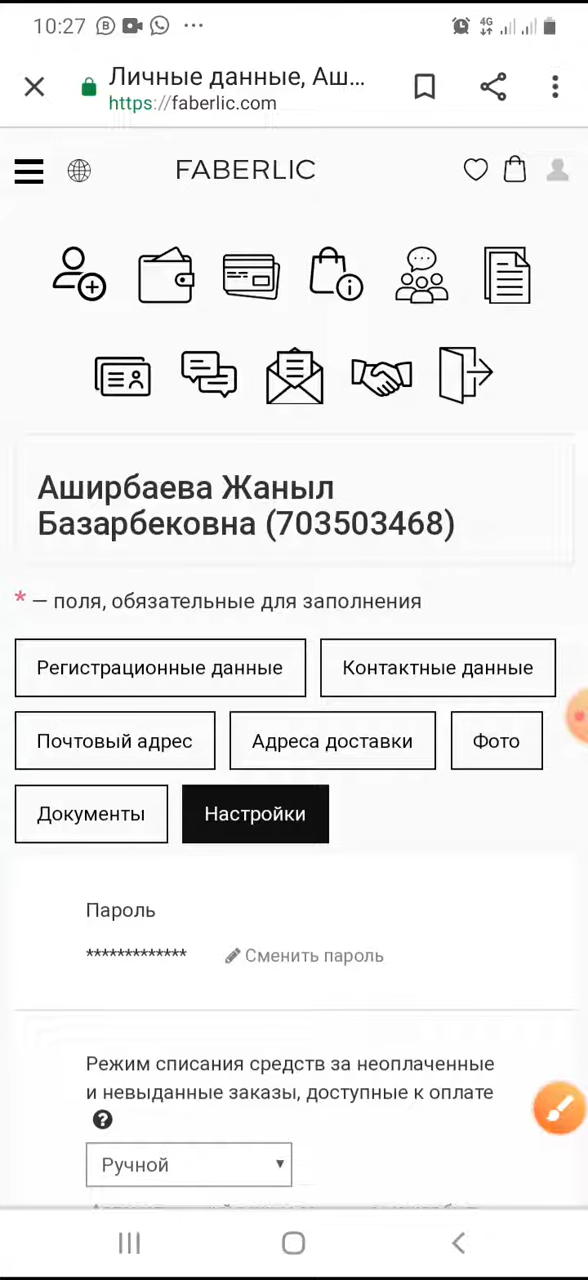 10:27
4G
Личные данные, Аш...
https://faberlic.com
FABERLIC
Аширбаева Жаныл
Базарбековна (703503468)
* — поля, обязательные для заполнения
Регистрационные данные
Контактные данные
Почтовый адрес
Адреса доставки
Фото
Документы
Настройки
Пароль
************* Сменить пароль
Режим списания средств за неоплаченные
и невыданные заказы, доступные к оплате
?
Ручной